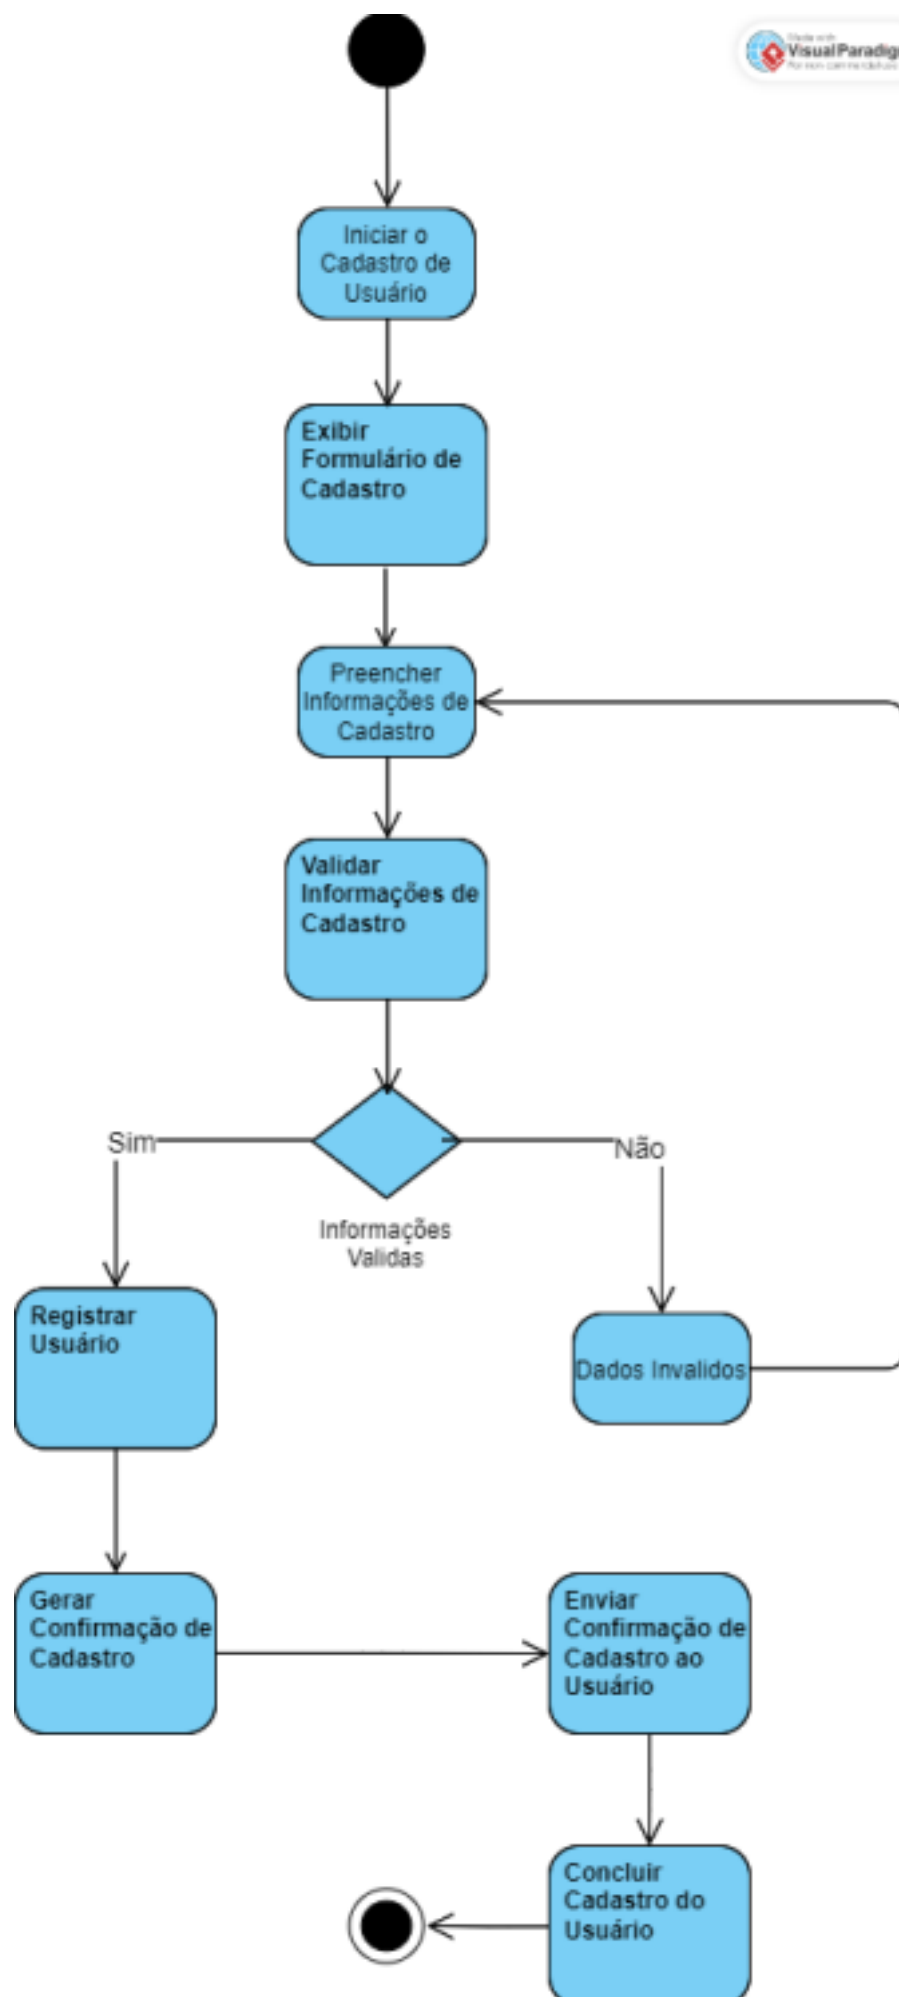 Made with
Visual Paradig
Iniciar o
Cadastro de
Usuário
Exibir
Formulário de
Cadastro
Preencher
Informações de
Cadastro
Validar
Informações de
Cadastro
Sim
Não
Informações
Validas
Registrar
Usuário
Dados Invalidos
Gerar
Confirmação de
Cadastro
Enviar
Confirmação de
Cadastro ao
Usuário
Concluir
Cadastro do
Usuário